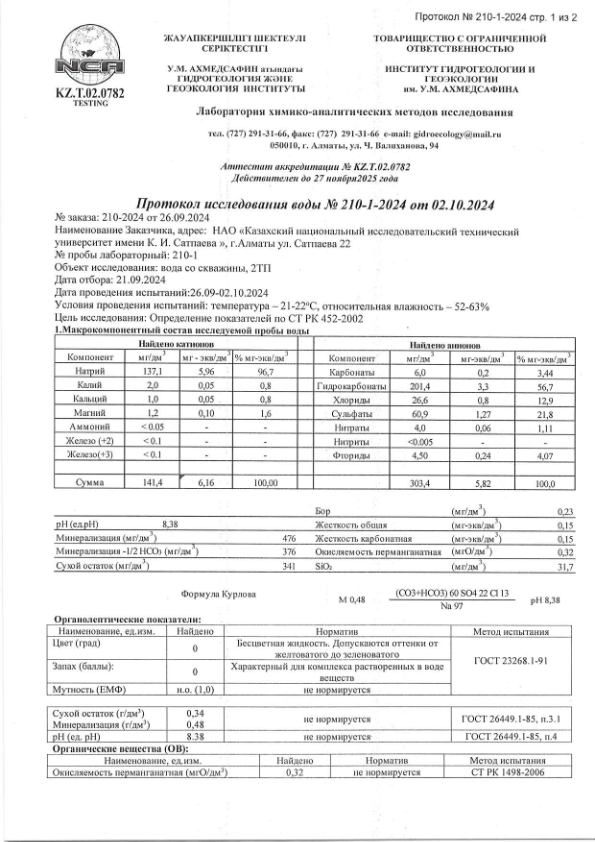 Протокол № 210-1-2024 стр. 1 из 2
NCA
KZ.T.02.0782
TESTING
ЖАУАПКЕРШІЛІГІ ШЕКТЕУЛІ
СЕРІКТЕСТІГІ
У.М. АХМЕДСАФИН атындағы
ГИДРОГЕОЛОГИЯ ЖӘНЕ
ГЕОЭКОЛОГИЯ ИНСТИТУТЫ
ТОВАРИЩЕСТВО С ОГРАНИЧЕННОЙ
ОТВЕТСТВЕННОСТЬЮ
ИНСТИТУТ ГИДРОГЕОЛОГИИ И
ГЕОЭКОЛОГИИ
им. У.М. АХМЕДСАФИНА
Лаборатория химико-аналитических методов исследования
тел. (727) 291-31-66, факс: (727) 291-31-66 e-mail: gidroecology@mail.ru
050010, г. Алматы, ул. Ч. Валиханова, 94
Аттестат аккредитации № KZ.T.02.0782
Действителен до 27 ноября2025 года
Протокол исследования воды № 210-1-2024 от 02.10.2024
№ заказа: 210-2024 от 26.09.2024
Наименование Заказчика, адрес: НАО «Казахский национальный исследовательский технический
университет имени К. И. Сатпаева », г.Алматы ул. Сатпаева 22
№ пробы лабораторный: 210-1
Объект исследования: вода со скважины, 2ТП
Дата отбора: 21.09.2024
Дата проведения испытаний:26.09-02.10.2024
Условия проведения испытаний: температура – 21-22ºС, относительная влажность – 52-63%
Цель исследования: Определение показателей по СТ РК 452-2002
1.Макрокомпонентный состав исследуемой пробы воды
Найдено катионов Найдено анионов
Компонент мг/дм³ мг - экв/дм³ % мг-экв/дм³ Компонент мг/дм³ мг-экв/дм³ % мг-экв/дм³
Натрий 137,1 5,96 96,7 Карбонаты 6,0 0,2 3,44
Калий 2,0 0,05 0,8 Гидрокарбонаты 201,4 3,3 56,7
Кальций 1,0 0,05 0,8 Хлориды 26,6 0,8 12,9
Магний 1,2 0,10 1,6 Сульфаты 60,9 1,27 21,8
Аммоний < 0.05 - - Нитраты 4,0 0,06 1,11
Железо (+2) < 0.1 - - Нитриты <0.005 - -
Железо(+3) < 0.1 - - Фториды 4,50 0,24 4,07
Сумма 141,4 6,16 100,00 303,4 5,82 100,0
Бор (мг/дм³) 0,23
pH (ед.pH) 8,38 Жесткость общая (мг-экв/дм³) 0,15
Минерализация (мг/дм³) 476 Жесткость карбонатная (мг-экв/дм³) 0,15
Минерализация -1/2 HCO₃ (мг/дм³) 376 Окисляемость перманганатная (мгО/дм³) 0,32
Сухой остаток (мг/дм³) 341 SiO₂ (мг/дм³) 31,7
Формула Курлова M 0,48 (CO3+HCO3) 60 SO4 22 Cl 13 pH 8,38
Na 97
Органолептические показатели:
Наименование, ед.изм. Найдено Норматив Метод испытания
Цвет (град) 0 Бесцветная жидкость. Допускаются оттенки от
желтоватого до зеленоватого
ГОСТ 23268.1-91
Запах (баллы): 0 Характерный для комплекса растворенных в воде
веществ
Мутность (ЕМФ) н.о. (1,0) не нормируется
Сухой остаток (г/дм³) 0,34 не нормируется ГОСТ 26449.1-85, п.3.1
Минерализация (г/дм³) 0,48
pH (ед. pH) 8.38 не нормируется ГОСТ 26449.1-85, п.4
Органические вещества (ОВ):
Наименование, ед.изм. Найдено Норматив Метод испытания
Окисляемость перманганатная (мгО/дм³) 0,32 не нормируется СТ РК 1498-2006